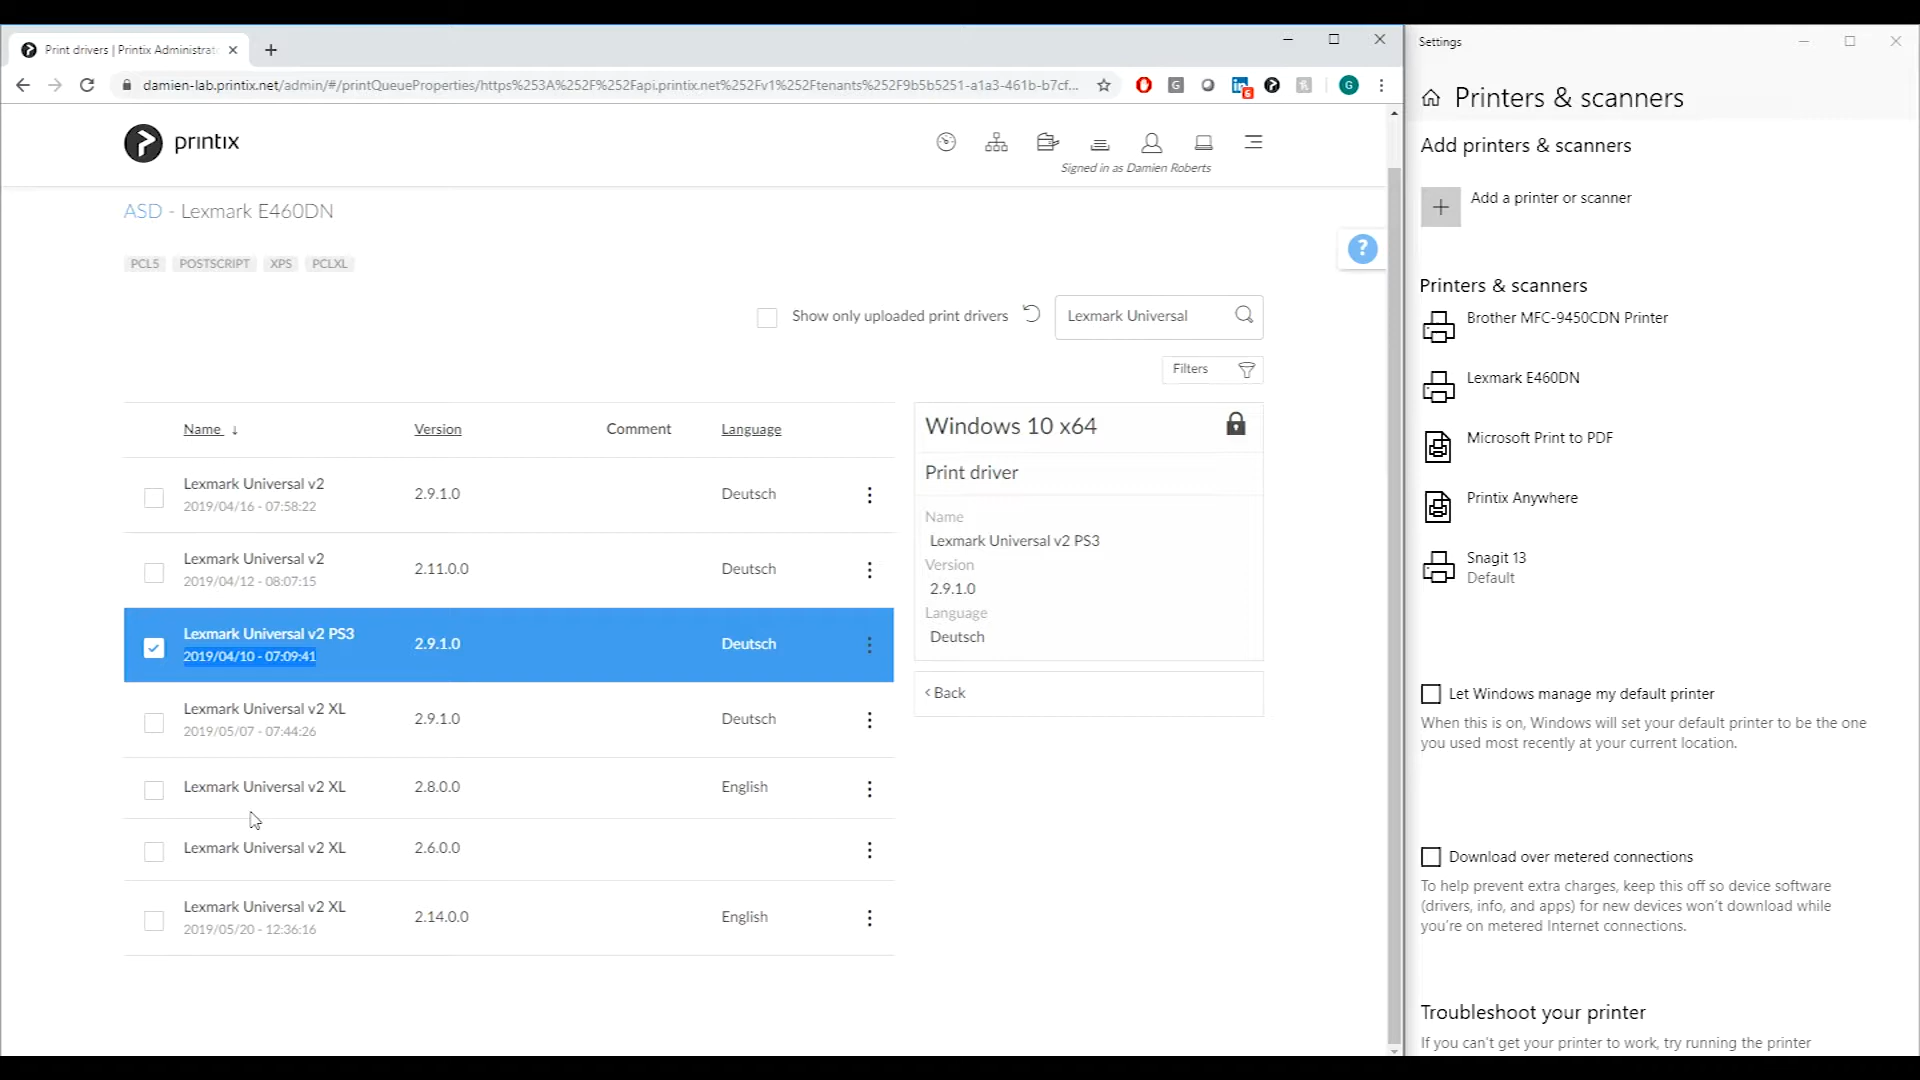 Print drivers | Printix Administrat
damien-lab.printix.net/admin/#/printQueueProperties/https%253A%252F%252Fapi.printix.net%252Fv1%252Ftenants%252F9b5b5251-a1a3-461b-b7cf...
G
6
G
printix
Signed in as Damien Roberts
ASD - Lexmark E460DN
PCL5 POSTSCRIPT XPS PCLXL
?
Show only uploaded print drivers
Lexmark Universal
Filters
Name ↓ Version Comment Language
Lexmark Universal v2 2.9.1.0 Deutsch
2019/04/16 - 07:58:22
Lexmark Universal v2 2.11.0.0 Deutsch
2019/04/12 - 08:07:15
Lexmark Universal v2 PS3 2.9.1.0 Deutsch
2019/04/10 - 07:09:41
Lexmark Universal v2 XL 2.9.1.0 Deutsch
2019/05/07 - 07:44:26
Lexmark Universal v2 XL 2.8.0.0 English
Lexmark Universal v2 XL 2.6.0.0
Lexmark Universal v2 XL 2.14.0.0 English
2019/05/20 - 12:36:16
Windows 10 x64
Print driver
Name
Lexmark Universal v2 PS3
Version
2.9.1.0
Language
Deutsch
‹ Back
Settings
Printers & scanners
Add printers & scanners
Add a printer or scanner
Printers & scanners
Brother MFC-9450CDN Printer
Lexmark E460DN
Microsoft Print to PDF
Printix Anywhere
Snagit 13
Default
Let Windows manage my default printer
When this is on, Windows will set your default printer to be the one
you used most recently at your current location.
Download over metered connections
To help prevent extra charges, keep this off so device software
(drivers, info, and apps) for new devices won't download while
you're on metered Internet connections.
Troubleshoot your printer
If you can't get your printer to work, try running the printer